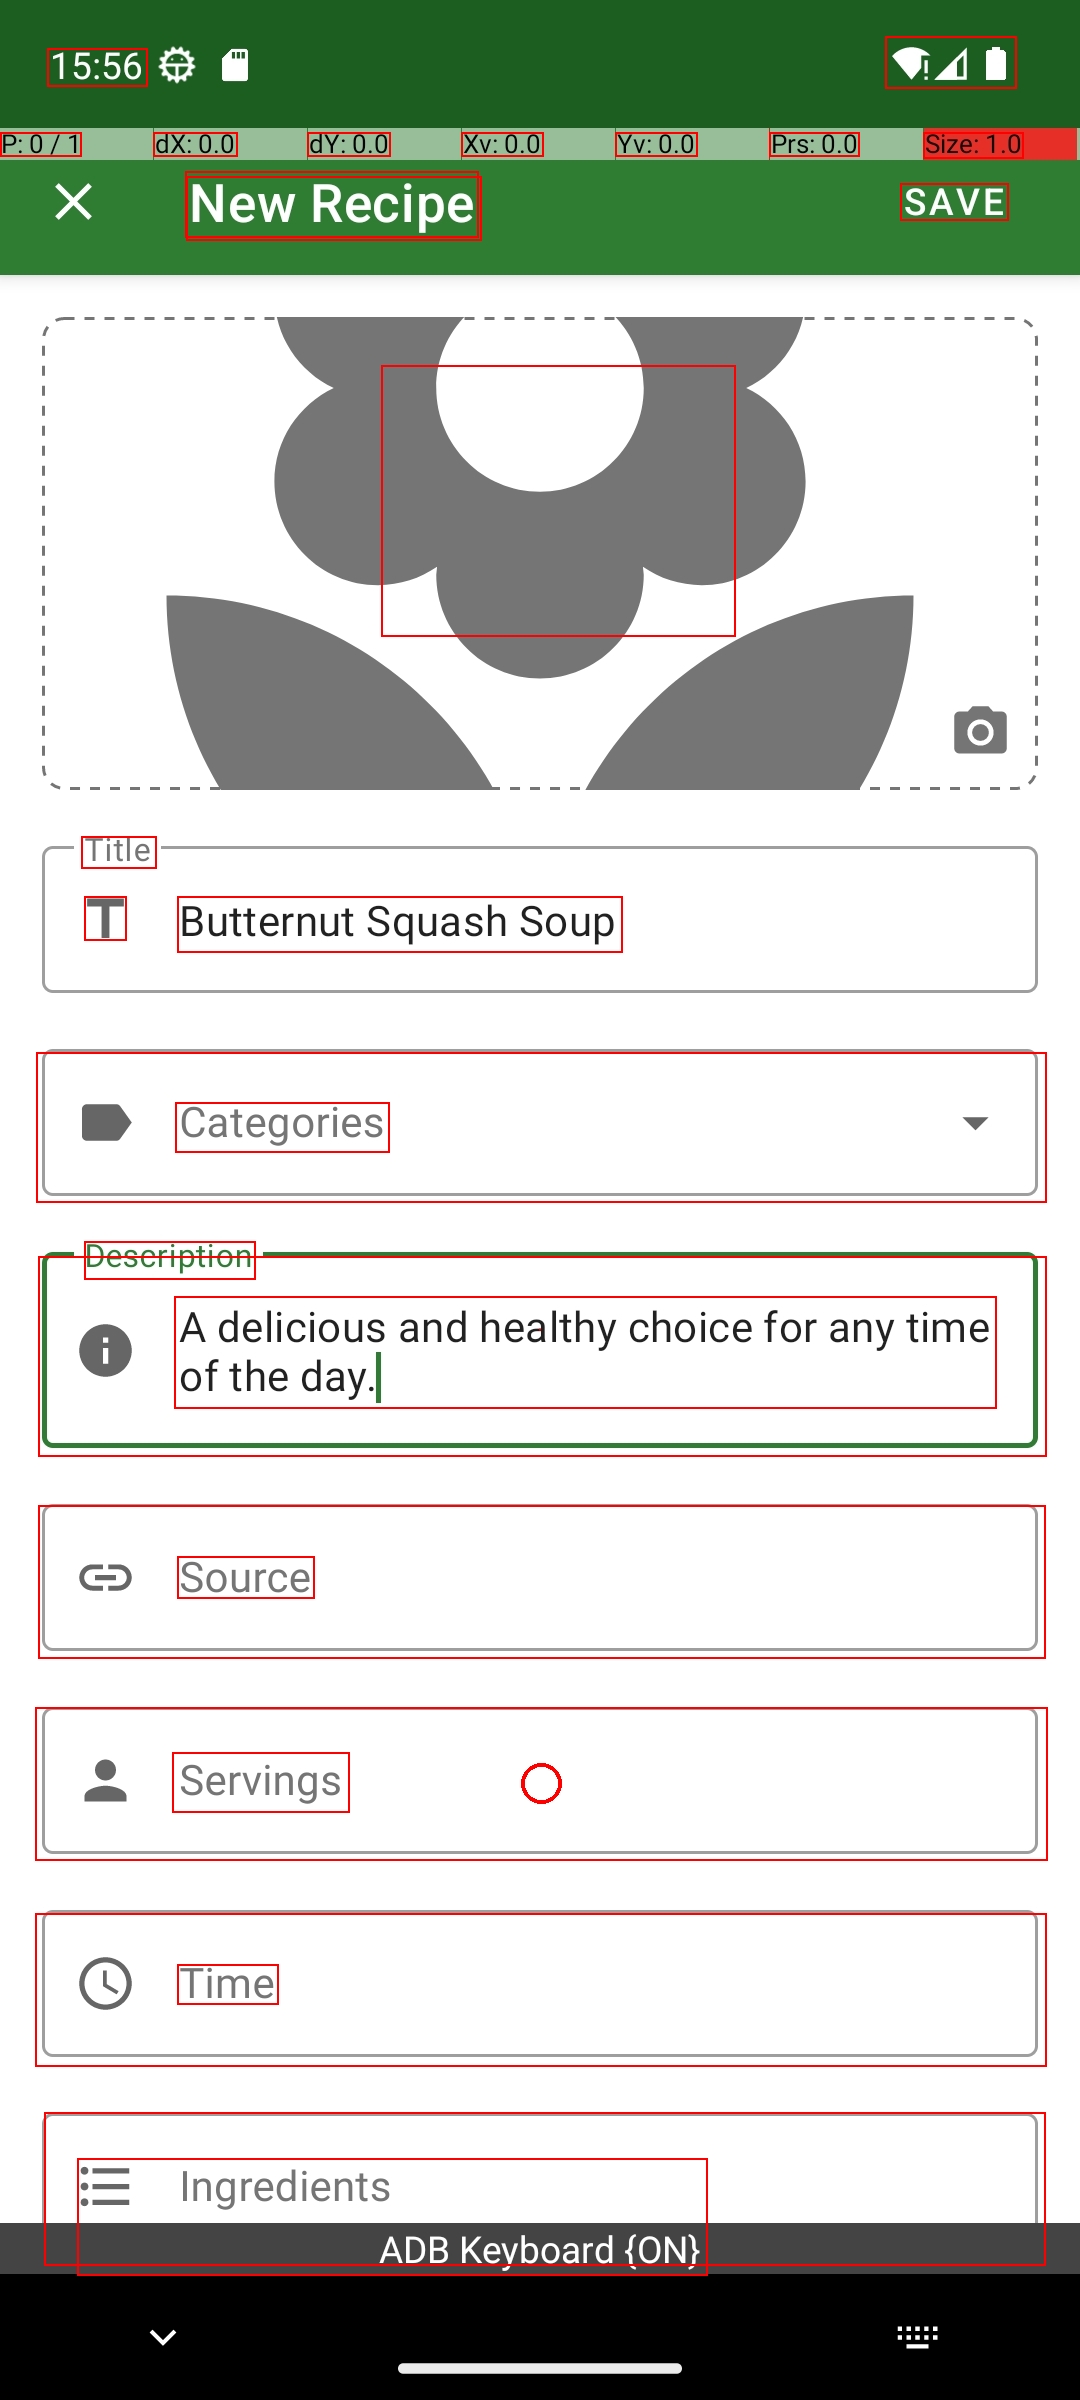 15:56
P: 0 / 1 dX: 0.0 dY: 0.0 Xv: 0.0 Yv: 0.0 Prs: 0.0 Size: 1.0
New Recipe SAVE
Title
Butternut Squash Soup
Categories
Description
A delicious and healthy choice for any time
of the day.
Source
Servings
Time
Ingredients
ADB Keyboard {ON}